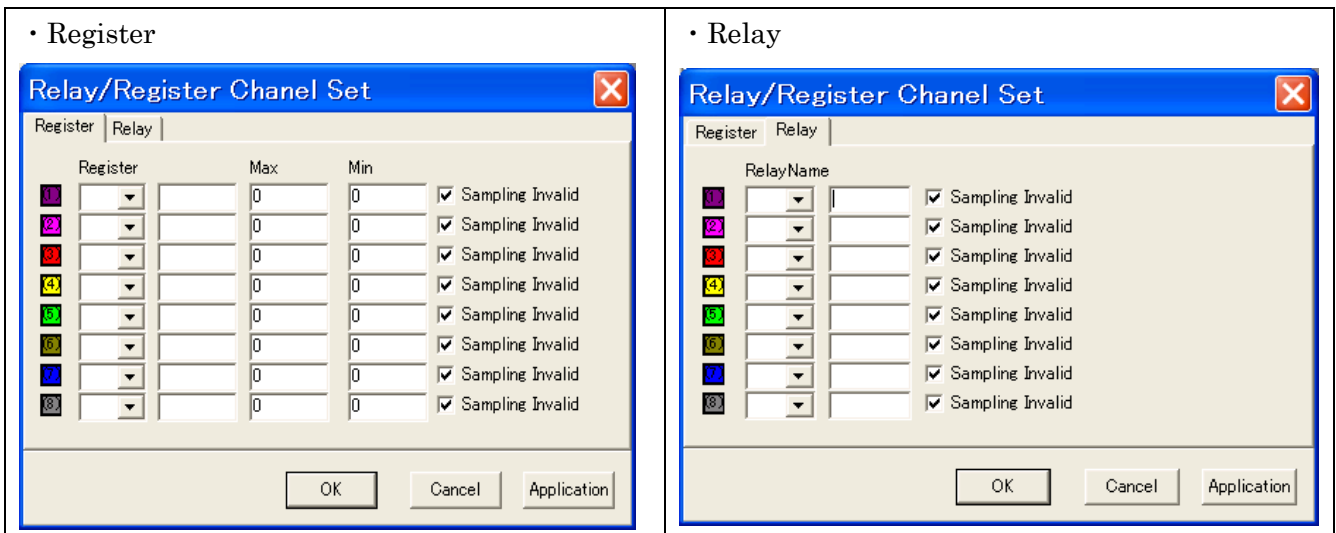 ・Register
Relay/Register Chanel Set
Register Relay
Register Max Min
(1) 0 0 Sampling Invalid
(2) 0 0 Sampling Invalid
(3) 0 0 Sampling Invalid
(4) 0 0 Sampling Invalid
(5) 0 0 Sampling Invalid
(6) 0 0 Sampling Invalid
(7) 0 0 Sampling Invalid
(8) 0 0 Sampling Invalid
OK Cancel Application
・Relay
Relay/Register Chanel Set
Register Relay
RelayName
(1) Sampling Invalid
(2) Sampling Invalid
(3) Sampling Invalid
(4) Sampling Invalid
(5) Sampling Invalid
(6) Sampling Invalid
(7) Sampling Invalid
(8) Sampling Invalid
OK Cancel Application